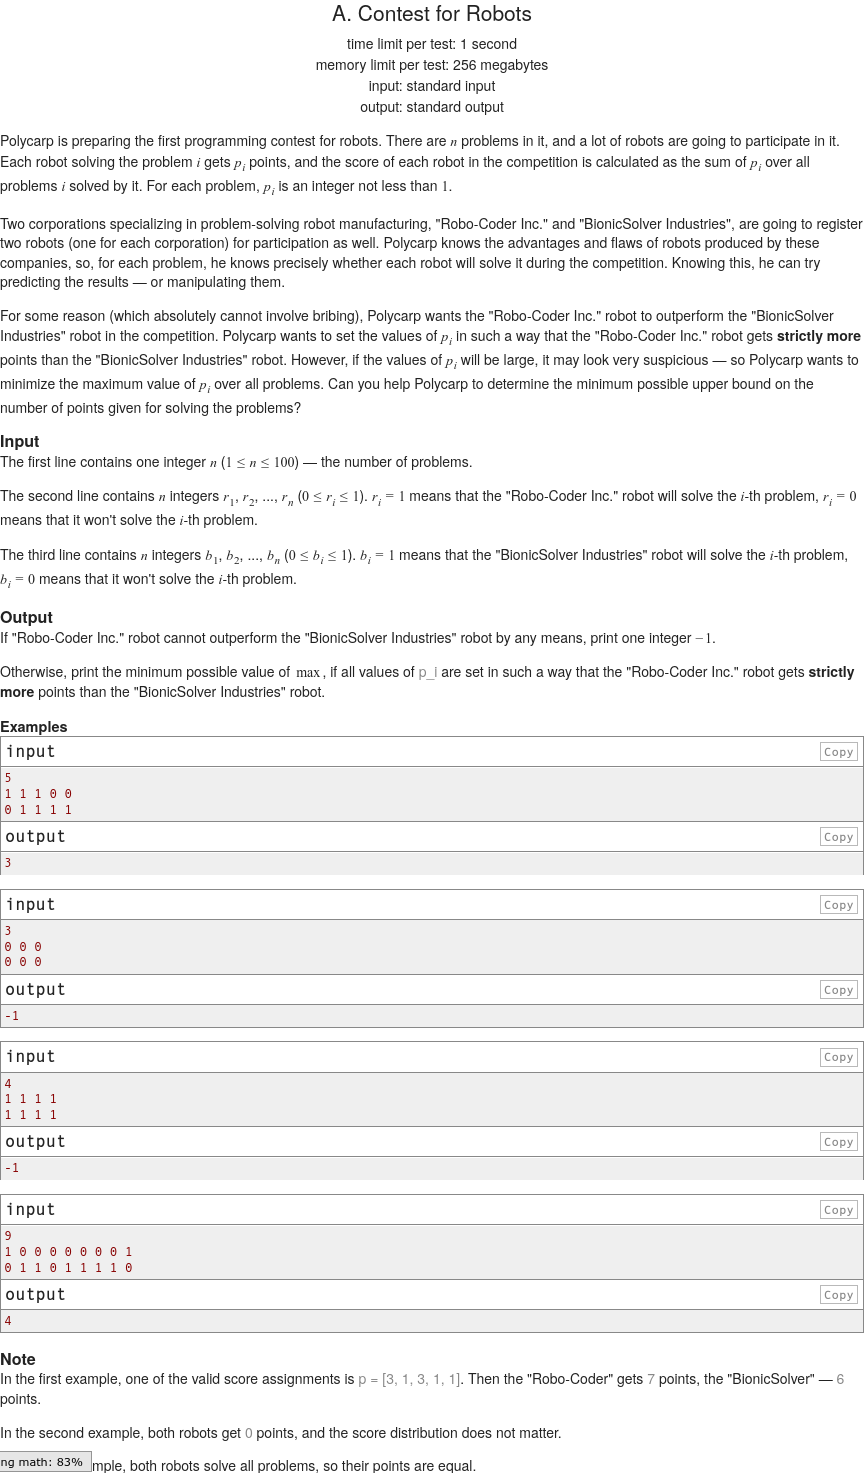 A. Contest for Robots
time limit per test: 1 second
memory limit per test: 256 megabytes
input: standard input
output: standard output
Polycarp is preparing the first programming contest for robots. There are n problems in it, and a lot of robots are going to participate in it.
Each robot solving the problem i gets p_i points, and the score of each robot in the competition is calculated as the sum of p_i over all
problems i solved by it. For each problem, p_i is an integer not less than 1.
Two corporations specializing in problem-solving robot manufacturing, "Robo-Coder Inc." and "BionicSolver Industries", are going to register
two robots (one for each corporation) for participation as well. Polycarp knows the advantages and flaws of robots produced by these
companies, so, for each problem, he knows precisely whether each robot will solve it during the competition. Knowing this, he can try
predicting the results — or manipulating them.
For some reason (which absolutely cannot involve bribing), Polycarp wants the "Robo-Coder Inc." robot to outperform the "BionicSolver
Industries" robot in the competition. Polycarp wants to set the values of p_i in such a way that the "Robo-Coder Inc." robot gets strictly more
points than the "BionicSolver Industries" robot. However, if the values of p_i will be large, it may look very suspicious — so Polycarp wants to
minimize the maximum value of p_i over all problems. Can you help Polycarp to determine the minimum possible upper bound on the
number of points given for solving the problems?
Input
The first line contains one integer n (1 ≤ n ≤ 100) — the number of problems.
The second line contains n integers r_1, r_2, ..., r_n (0 ≤ r_i ≤ 1). r_i = 1 means that the "Robo-Coder Inc." robot will solve the i-th problem, r_i = 0
means that it won't solve the i-th problem.
The third line contains n integers b_1, b_2, ..., b_n (0 ≤ b_i ≤ 1). b_i = 1 means that the "BionicSolver Industries" robot will solve the i-th problem,
b_i = 0 means that it won't solve the i-th problem.
Output
If "Robo-Coder Inc." robot cannot outperform the "BionicSolver Industries" robot by any means, print one integer −1.
Otherwise, print the minimum possible value of max, if all values of p_i are set in such a way that the "Robo-Coder Inc." robot gets strictly
more points than the "BionicSolver Industries" robot.
Examples
input Copy
5
1 1 1 0 0
0 1 1 1 1
output Copy
3
input Copy
3
0 0 0
0 0 0
output Copy
-1
input Copy
4
1 1 1 1
1 1 1 1
output Copy
-1
input Copy
9
1 0 0 0 0 0 0 0 1
0 1 1 0 1 1 1 1 0
output Copy
4
Note
In the first example, one of the valid score assignments is p = [3, 1, 3, 1, 1]. Then the "Robo-Coder" gets 7 points, the "BionicSolver" — 6
points.
In the second example, both robots get 0 points, and the score distribution does not matter.
ng math: 83% mple, both robots solve all problems, so their points are equal.